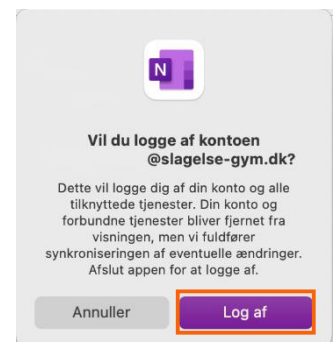 N
Vil du logge af kontoen
@slagelse-gym.dk?
Dette vil logge dig af din konto og alle
tilknyttede tjenester. Din konto og
forbundne tjenester bliver fjernet fra
visningen, men vi fuldfører
synkroniseringen af eventuelle ændringer.
Afslut appen for at logge af.
Annuller
Log af